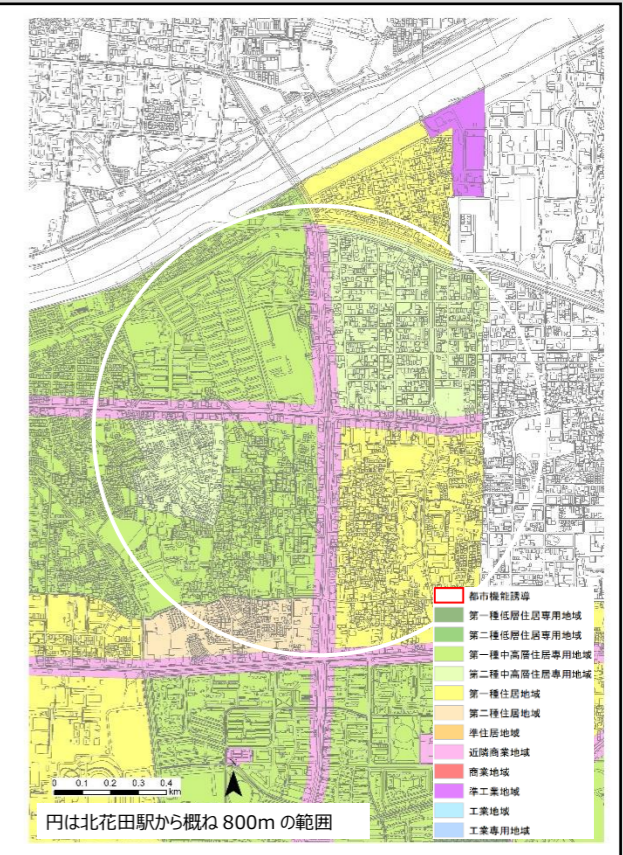 都市機能誘導
第一種低層住居専用地域
第二種低層住居専用地域
第一種中高層住居専用地域
第二種中高層住居専用地域
第一種住居地域
第二種住居地域
準住居地域
近隣商業地域
商業地域
準工業地域
工業地域
工業専用地域
0 0.1 0.2 0.3 0.4
km
円は北花田駅から概ね 800m の範囲